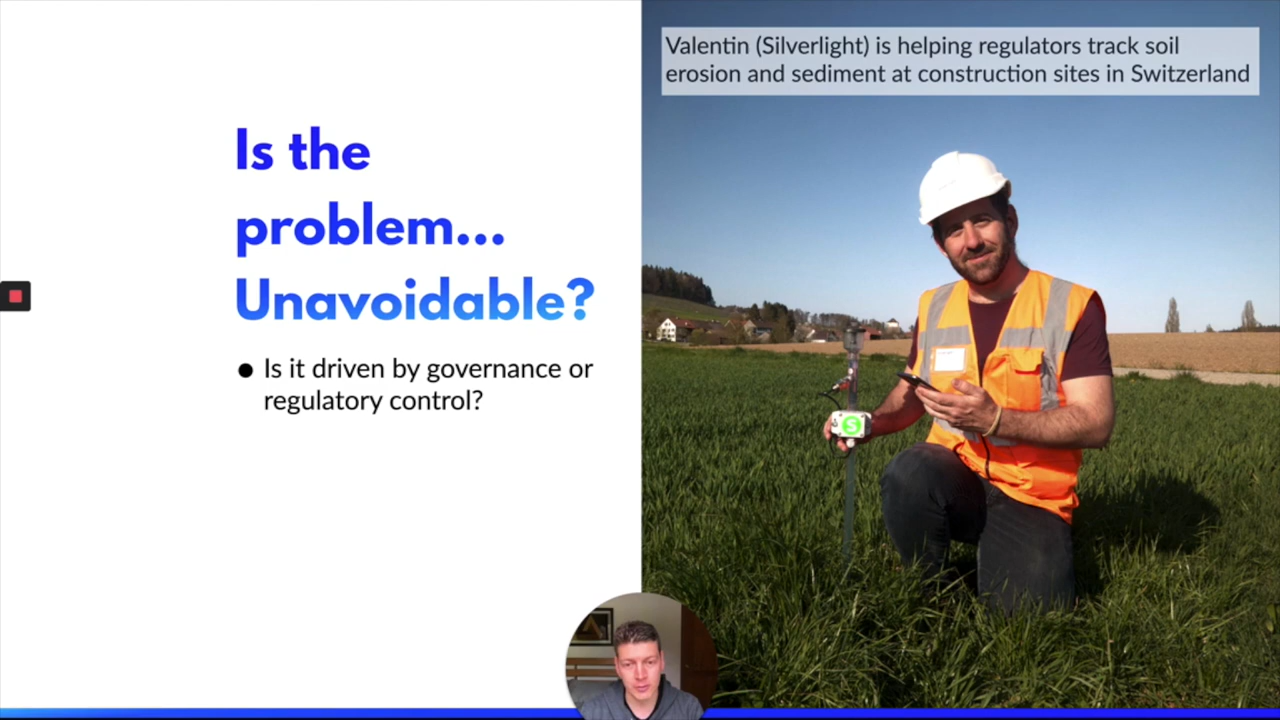 Is the
problem...
Unavoidable?
● Is it driven by governance or
regulatory control?
Valentin (Silverlight) is helping regulators track soil
erosion and sediment at construction sites in Switzerland
S